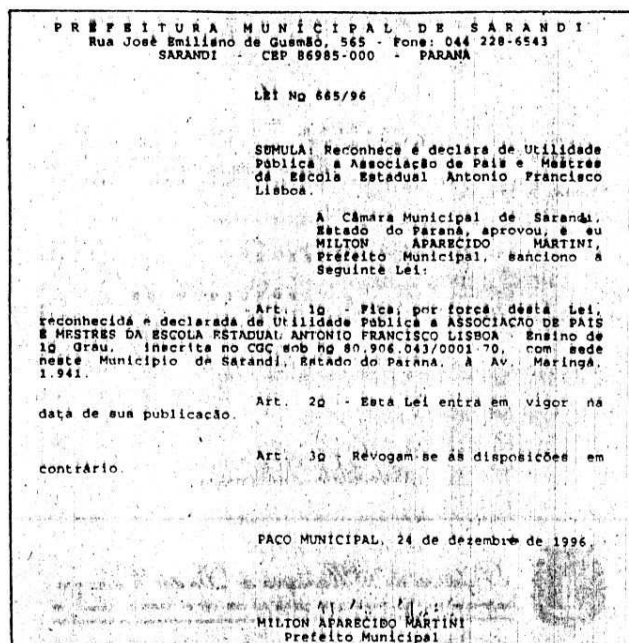 PREFEITURA MUNICIPAL DE SARANDI
Rua José Emiliano de Gusmão, 565 - Fone: 044 228-6543
SARANDI - CEP 86985-000 - PARANÁ
LEI No 665/96
SÚMULA: Reconhece e declara de Utilidade
Pública a Associação de Pais e Mestres
da Escola Estadual Antonio Francisco
Lisboa.
A Câmara Municipal de Sarandi,
Estado do Paraná, aprovou, e eu
MILTON APARECIDO MARTINI,
Prefeito Municipal, sanciono a
Seguinte Lei:
Art. 1o - Fica, por força desta Lei,
reconhecida e declarada de Utilidade Pública a ASSOCIAÇÃO DE PAIS
E MESTRES DA ESCOLA ESTADUAL ANTONIO FRANCISCO LISBOA Ensino de
1o Grau, inscrita no CGC sob no 80.906.043/0001-70, com sede
neste Município de Sarandi, Estado do Paraná, à Av. Maringá,
1.941.
Art. 2o - Esta Lei entra em vigor na
data de sua publicação.
Art. 3o - Revogam-se as disposições em
contrário.
PAÇO MUNICIPAL, 24 de dezembro de 1996
MILTON APARECIDO MARTINI
Prefeito Municipal